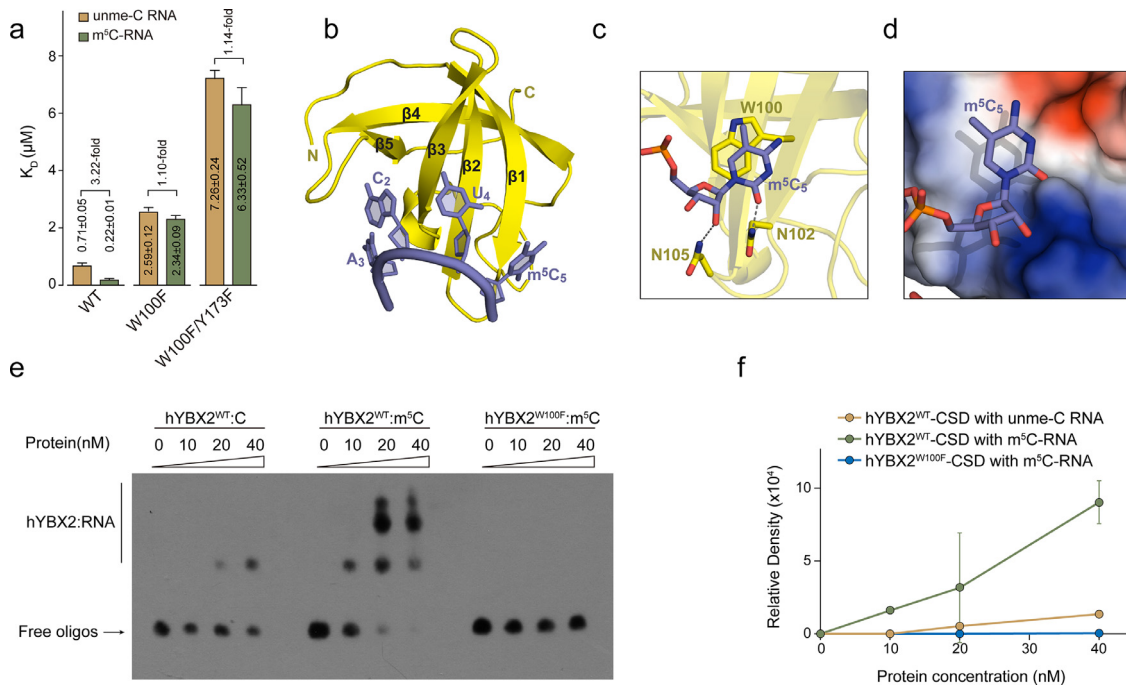 a
unme-C RNA
m⁵C-RNA
K_D (μM)
8
6
4
2
0
3.22-fold
1.10-fold
1.14-fold
0.71±0.05
0.22±0.01
2.59±0.12
2.34±0.09
7.26±0.24
6.33±0.52
WT
W100F
W100F/Y173F
b
C
β4
N
β5
β3
β2
β1
C₂
U₄
A₃
m⁵C₅
c
W100
m⁵C₅
N102
N105
d
m⁵C₅
e
hYBX2ᵂᵀ:C
hYBX2ᵂᵀ:m⁵C
hYBX2ᵂ¹⁰⁰ᶠ:m⁵C
Protein(nM)
0 10 20 40
0 10 20 40
0 10 20 40
hYBX2:RNA
Free oligos →
f
hYBX2ᵂᵀ-CSD with unme-C RNA
hYBX2ᵂᵀ-CSD with m⁵C-RNA
hYBX2ᵂ¹⁰⁰ᶠ-CSD with m⁵C-RNA
Relative Density (x10⁴)
10
5
0
0 10 20 40
Protein concentration (nM)